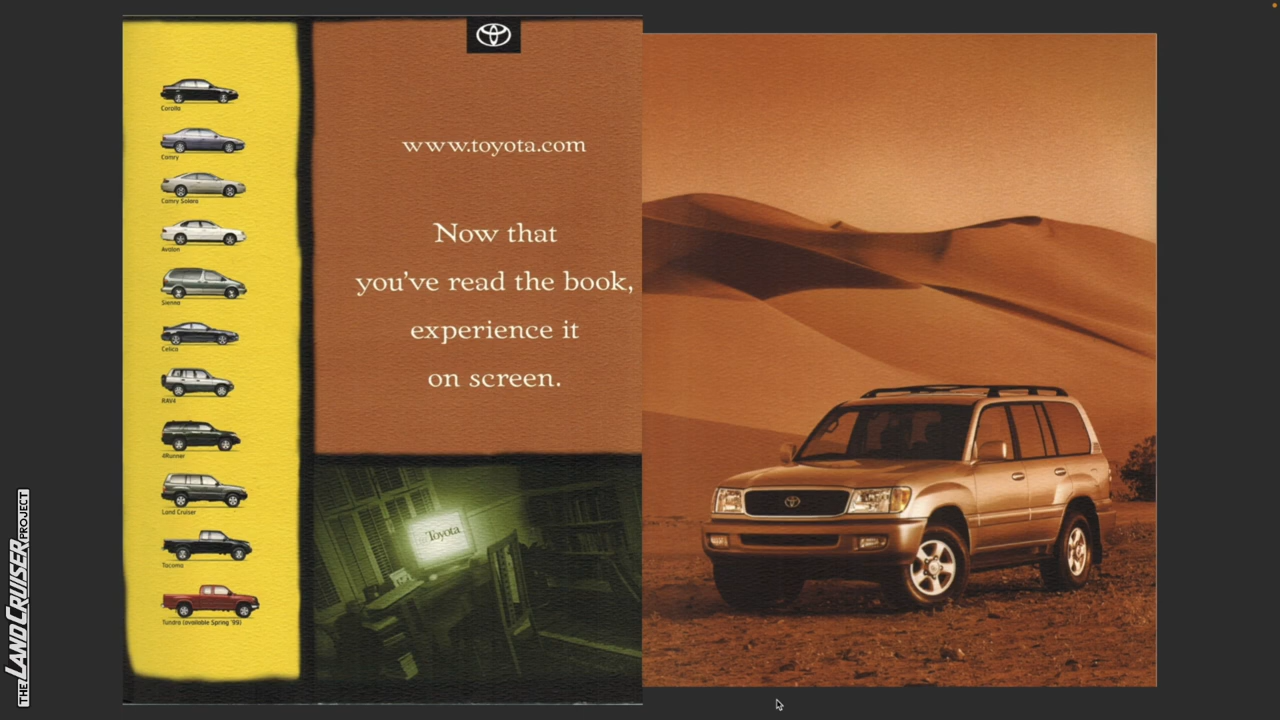 Corolla
Camry
Camry Solara
Avalon
Sienna
Celica
RAV4
4Runner
Land Cruiser
Tacoma
Tundra (available Spring '99)
www.toyota.com
Now that
you've read the book,
experience it
on screen.
Toyota
THE LAND CRUISER PROJECT